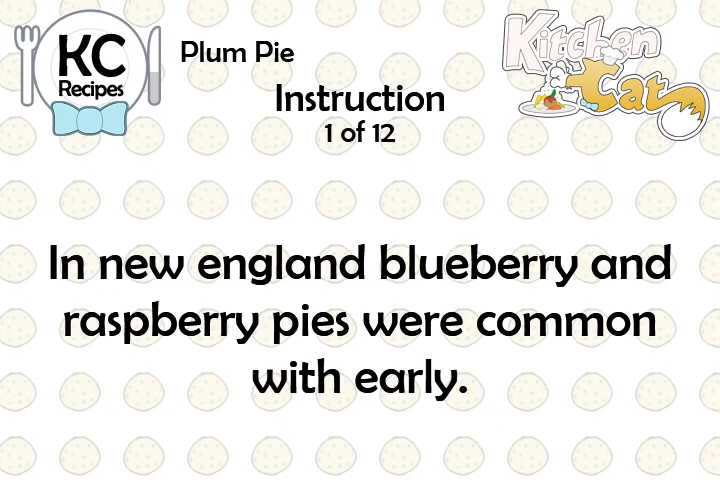 KC
Recipes
Plum Pie
Kitchen
Cat
Instruction
1 of 12
In new england blueberry and
raspberry pies were common
with early.